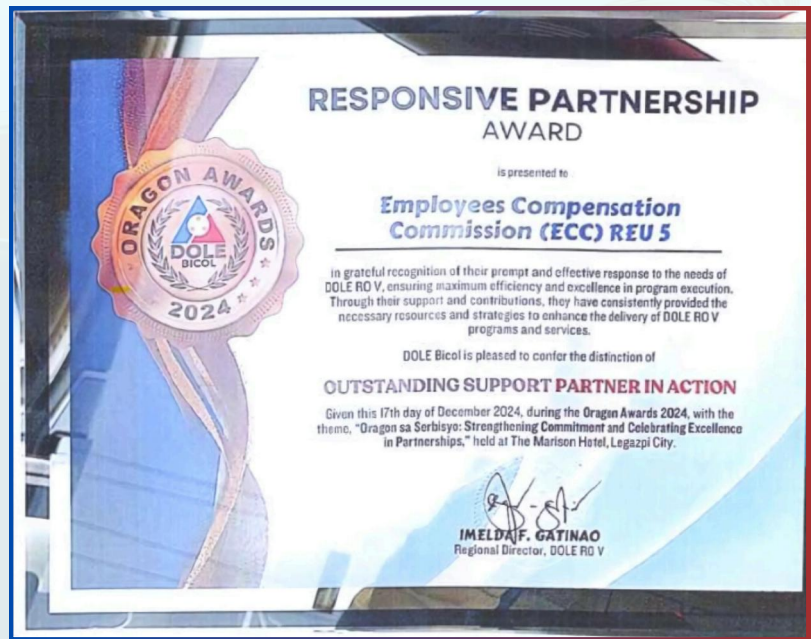 RESPONSIVE PARTNERSHIP
AWARD
is presented to
Employees Compensation
Commission (ECC) REU 5
in grateful recognition of their prompt and effective response to the needs of
DOLE RO V, ensuring maximum efficiency and excellence in program execution.
Through their support and contributions, they have consistently provided the
necessary resources and strategies to enhance the delivery of DOLE RO V
programs and services.
DOLE Bicol is pleased to confer the distinction of
OUTSTANDING SUPPORT PARTNER IN ACTION
Given this 17th day of December 2024, during the Oragon Awards 2024, with the
theme, "Oragon sa Serbisyo: Strengthening Commitment and Celebrating Excellence
in Partnerships," held at The Marison Hotel, Legazpi City.
IMELDA F. GATINAO
Regional Director, DOLE RO V
ORAGON AWARDS
DOLE
BICOL
2024